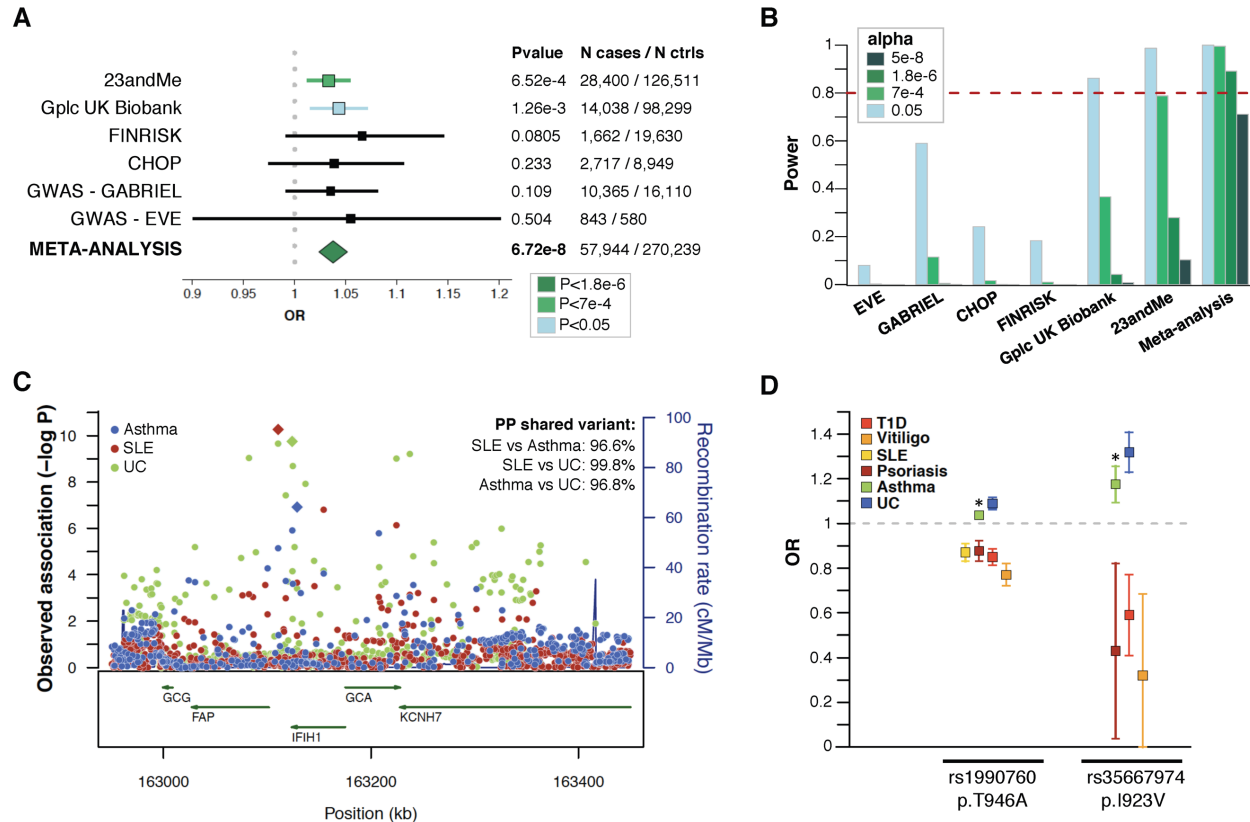 A
Pvalue N cases / N ctrls
23andMe 6.52e-4 28,400 / 126,511
Gplc UK Biobank 1.26e-3 14,038 / 98,299
FINRISK 0.0805 1,662 / 19,630
CHOP 0.233 2,717 / 8,949
GWAS - GABRIEL 0.109 10,365 / 16,110
GWAS - EVE 0.504 843 / 580
META-ANALYSIS 6.72e-8 57,944 / 270,239
0.9 0.95 1 1.05 1.1 1.15 1.2
OR
P<1.8e-6
P<7e-4
P<0.05
B
alpha
5e-8
1.8e-6
7e-4
0.05
Power
1
0.8
0.6
0.4
0.2
0
EVE
GABRIEL
CHOP
FINRISK
Gplc UK Biobank
23andMe
Meta-analysis
C
Observed association (−log P)
10
8
6
4
2
0
Asthma
SLE
UC
PP shared variant:
SLE vs Asthma: 96.6%
SLE vs UC: 99.8%
Asthma vs UC: 96.8%
100
80
60
40
20
0
Recombination rate (cM/Mb)
GCG
GCA
FAP
KCNH7
IFIH1
163000 163200 163400
Position (kb)
D
OR
1.4
1.2
1
0.8
0.6
0.4
0.2
0
T1D
Vitiligo
SLE
Psoriasis
Asthma
UC
*
*
rs1990760
p.T946A
rs35667974
p.I923V